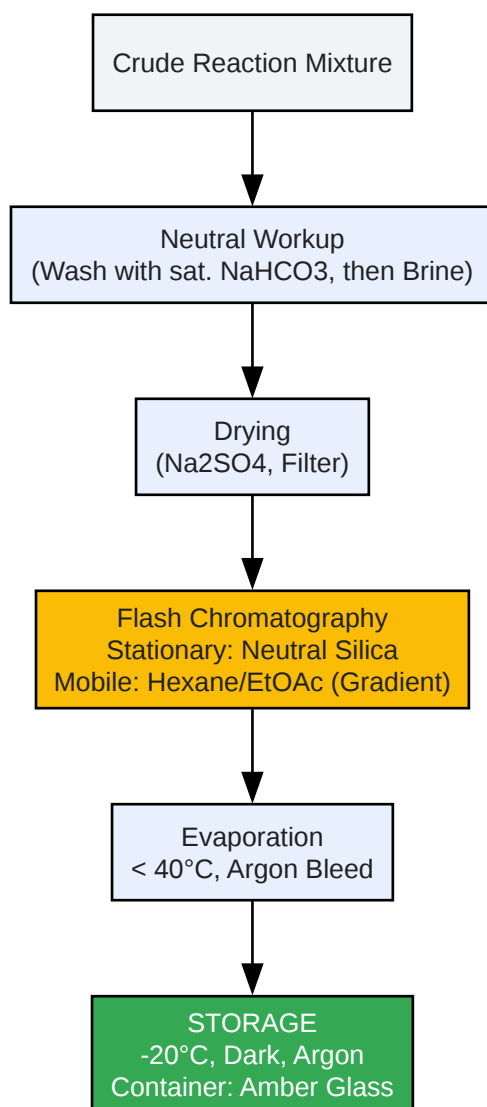 Crude Reaction Mixture
Neutral Workup
(Wash with sat. NaHCO3, then Brine)
Drying
(Na2SO4, Filter)
Flash Chromatography
Stationary: Neutral Silica
Mobile: Hexane/EtOAc (Gradient)
Evaporation
< 40°C, Argon Bleed
STORAGE
-20°C, Dark, Argon
Container: Amber Glass